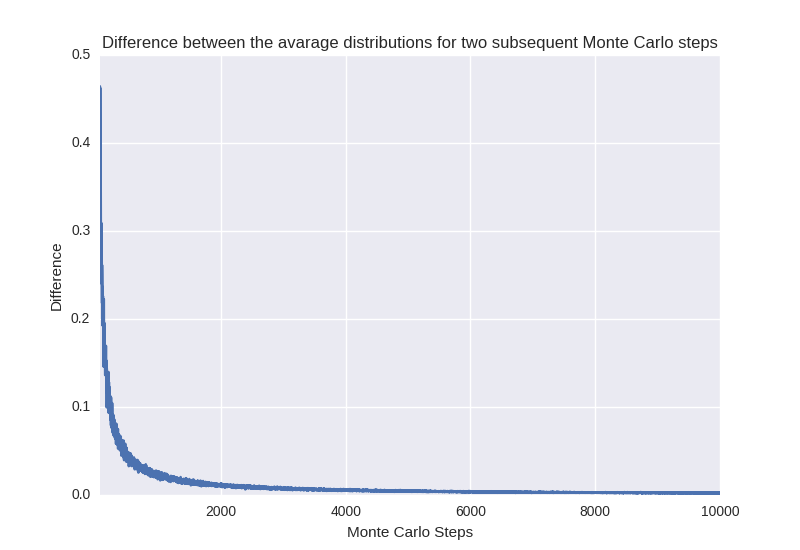 Difference between the avarage distributions for two subsequent Monte Carlo steps
0.5
0.4
0.3
0.2
0.1
0.0
Difference
2000 4000 6000 8000 10000
Monte Carlo Steps